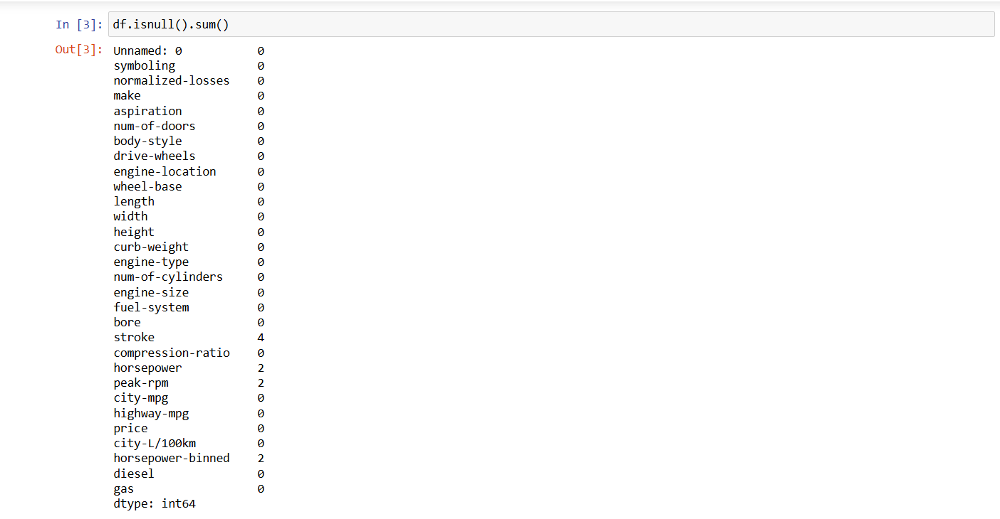 In [3]: df.isnull().sum()
Out[3]: Unnamed: 0 0
symboling 0
normalized-losses 0
make 0
aspiration 0
num-of-doors 0
body-style 0
drive-wheels 0
engine-location 0
wheel-base 0
length 0
width 0
height 0
curb-weight 0
engine-type 0
num-of-cylinders 0
engine-size 0
fuel-system 0
bore 0
stroke 4
compression-ratio 0
horsepower 2
peak-rpm 2
city-mpg 0
highway-mpg 0
price 0
city-L/100km 0
horsepower-binned 2
diesel 0
gas 0
dtype: int64